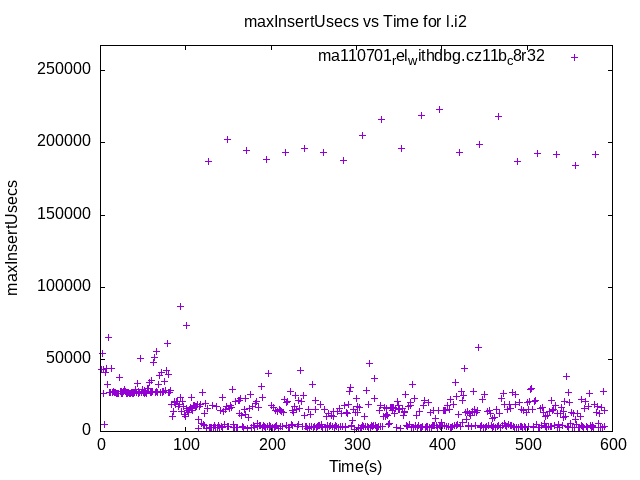 maxInsertUsecs vs Time for l.i2
ma110701_rel_withdbg.cz11b_c8r32
250000
200000
150000
100000
50000
0
maxInsertUsecs
0 100 200 300 400 500 600
Time(s)